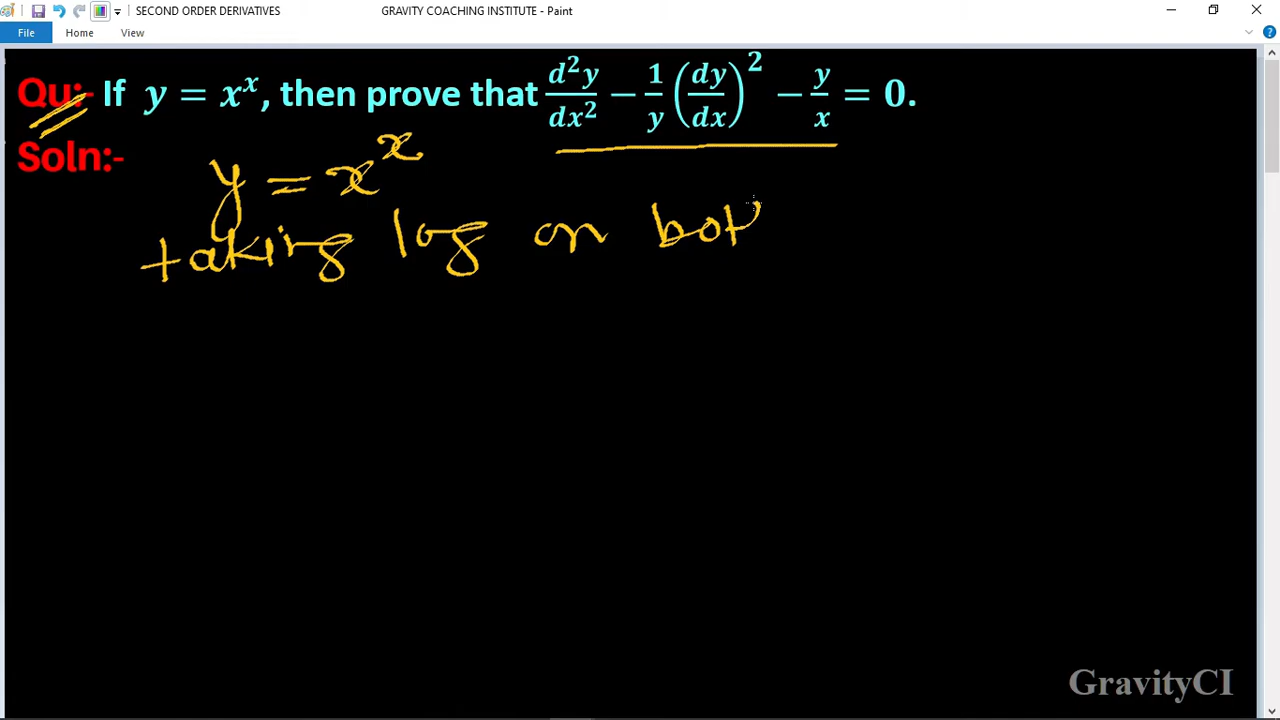 SECOND ORDER DERIVATIVES GRAVITY COACHING INSTITUTE - Paint
File Home View
Qu:- If y = x^x, then prove that d²y/dx² − 1/y (dy/dx)² − y/x = 0.
Soln:-
y = x^x
taking log on bot
GravityCI